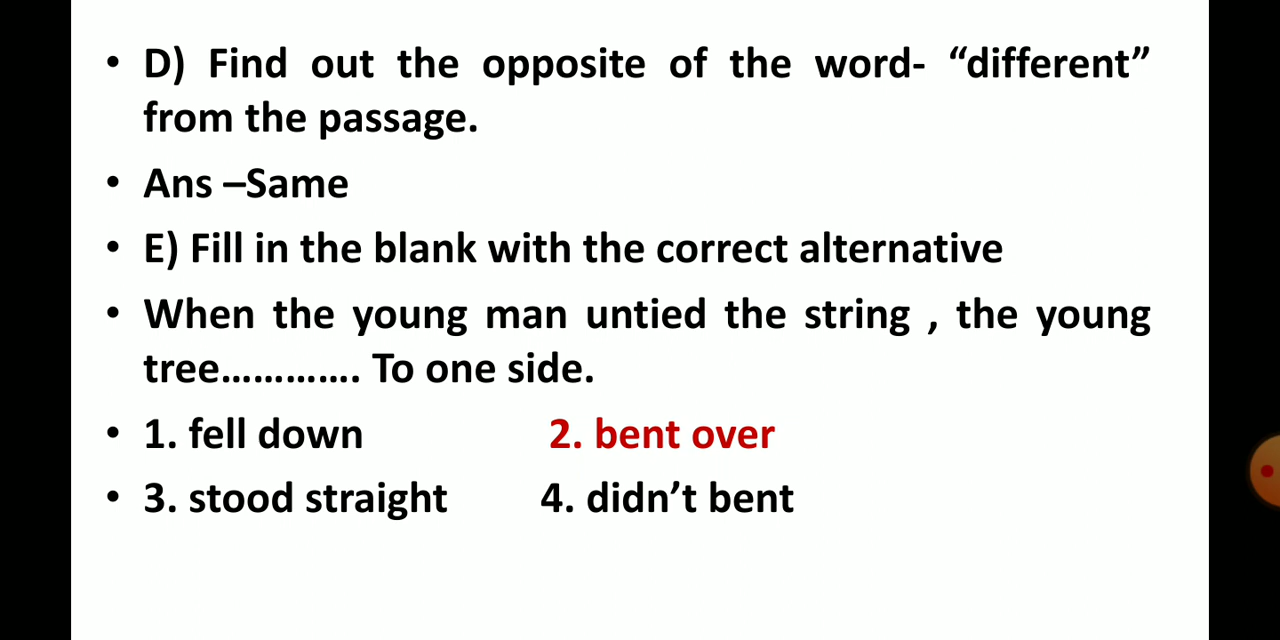 • D) Find out the opposite of the word- “different”
from the passage.
• Ans –Same
• E) Fill in the blank with the correct alternative
• When the young man untied the string , the young
tree…………. To one side.
• 1. fell down 2. bent over
• 3. stood straight 4. didn’t bent